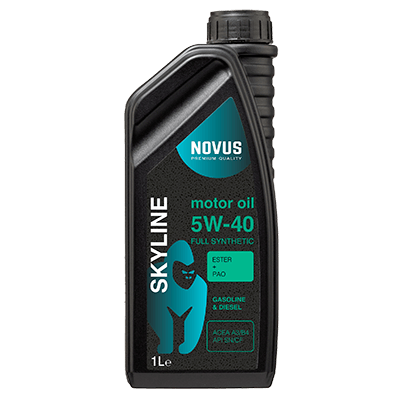 NOVUS
PREMIUM QUALITY
SKYLINE
motor oil
5W-40
FULL SYNTHETIC
ESTER
+
PAO
GASOLINE
& DIESEL
ACEA A3/B4
API SN/CF
1Le